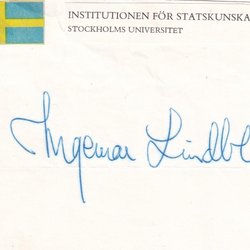 INSTITUTIONEN FÖR STATSKUNSKA
STOCKHOLMS UNIVERSITET
Ingemar Lindbl